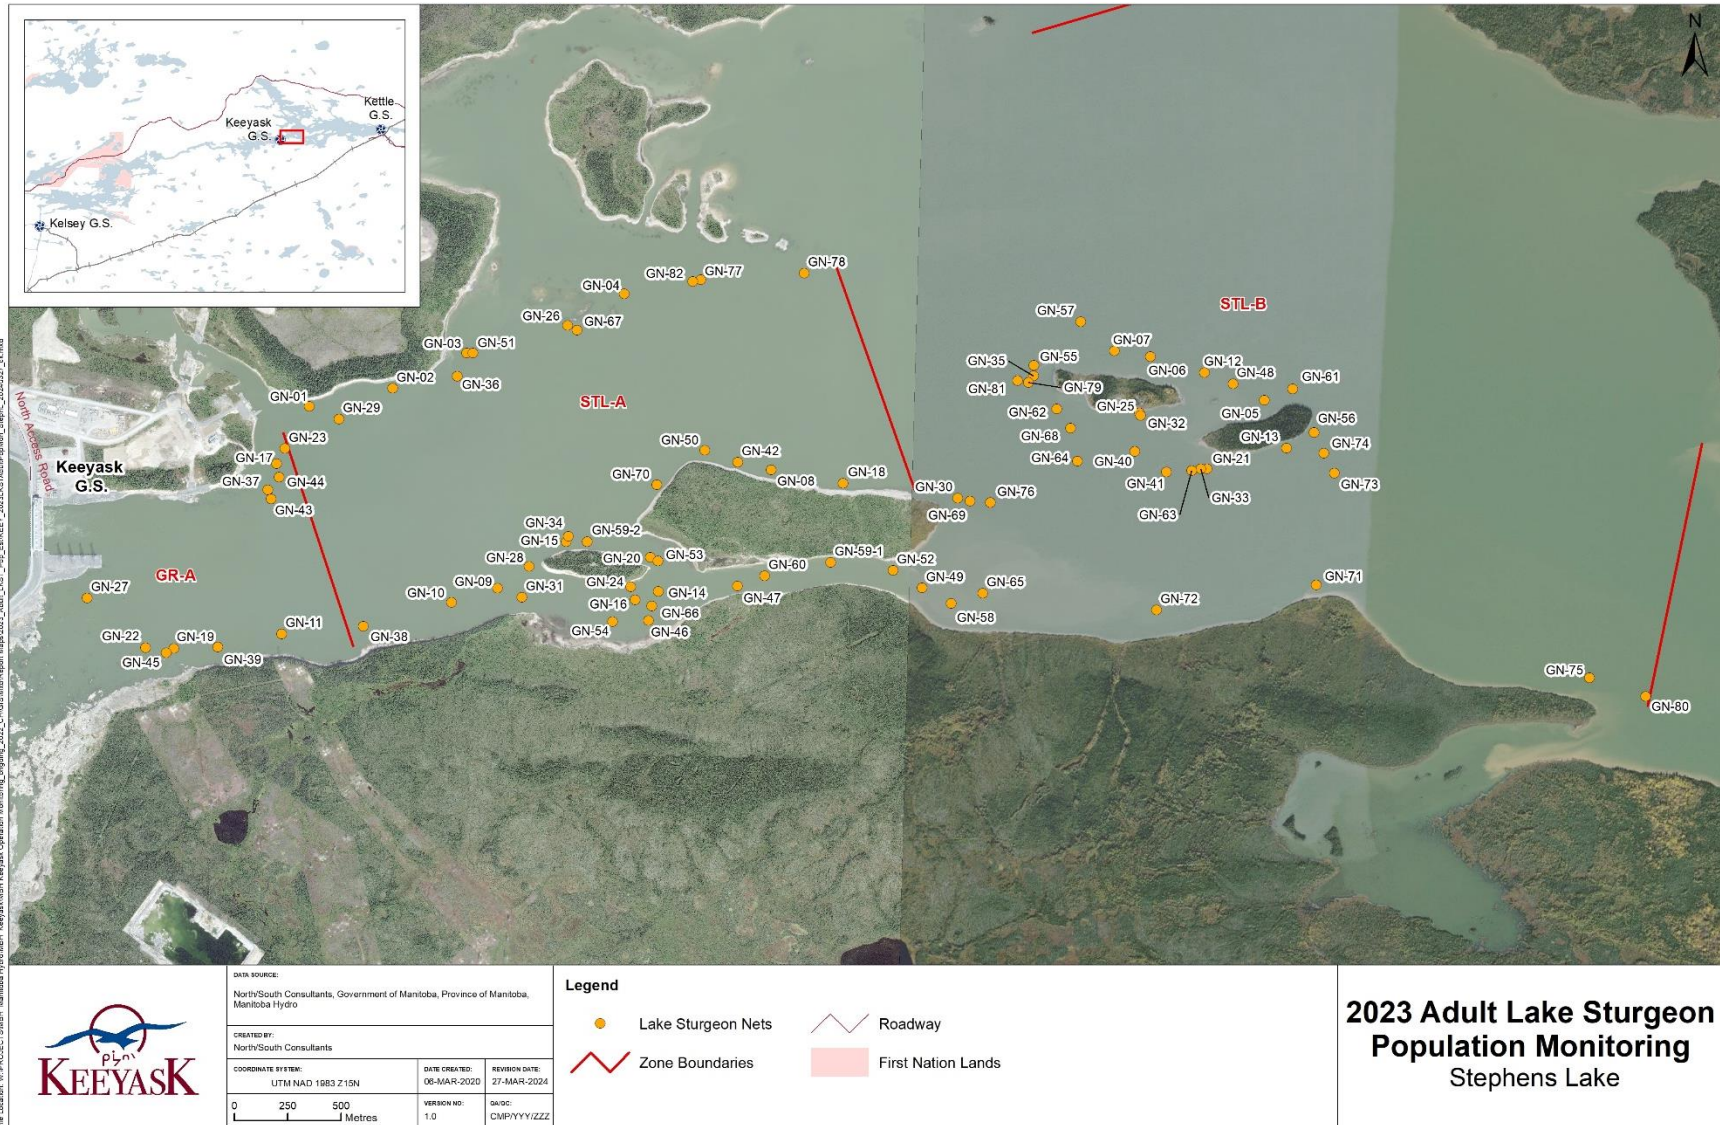 N
Kettle
G.S.
Keeyask
G.S.
Kelsey G.S.
GN-78
GN-82
GN-77
GN-04
GN-26
GN-67
GN-03
GN-51
GN-02
GN-36
GN-01
GN-29
GN-23
GN-17
GN-37
GN-44
GN-43
STL-A
STL-B
GR-A
North Access Road
Keeyask
G.S.
GN-57
GN-07
GN-35
GN-55
GN-06
GN-12
GN-48
GN-61
GN-81
GN-79
GN-62
GN-25
GN-32
GN-05
GN-56
GN-68
GN-13
GN-74
GN-64
GN-40
GN-21
GN-41
GN-73
GN-33
GN-63
GN-50
GN-42
GN-70
GN-08
GN-18
GN-30
GN-76
GN-69
GN-34
GN-59-2
GN-15
GN-20
GN-53
GN-59-1
GN-28
GN-60
GN-52
GN-09
GN-31
GN-24
GN-14
GN-49
GN-65
GN-71
GN-10
GN-16
GN-66
GN-47
GN-58
GN-72
GN-54
GN-46
GN-27
GN-11
GN-38
GN-22
GN-19
GN-45
GN-39
GN-75
GN-80
KEEYASK
DATA SOURCE:
North/South Consultants, Government of Manitoba, Province of Manitoba,
Manitoba Hydro
CREATED BY:
North/South Consultants
COORDINATE SYSTEM:
UTM NAD 1983 Z15N
DATE CREATED:
06-MAR-2020
REVISION DATE:
27-MAR-2024
0 250 500
Metres
VERSION NO:
1.0
QA/QC:
CMP/YYY/ZZZ
Legend
Lake Sturgeon Nets
Roadway
Zone Boundaries
First Nation Lands
2023 Adult Lake Sturgeon
Population Monitoring
Stephens Lake